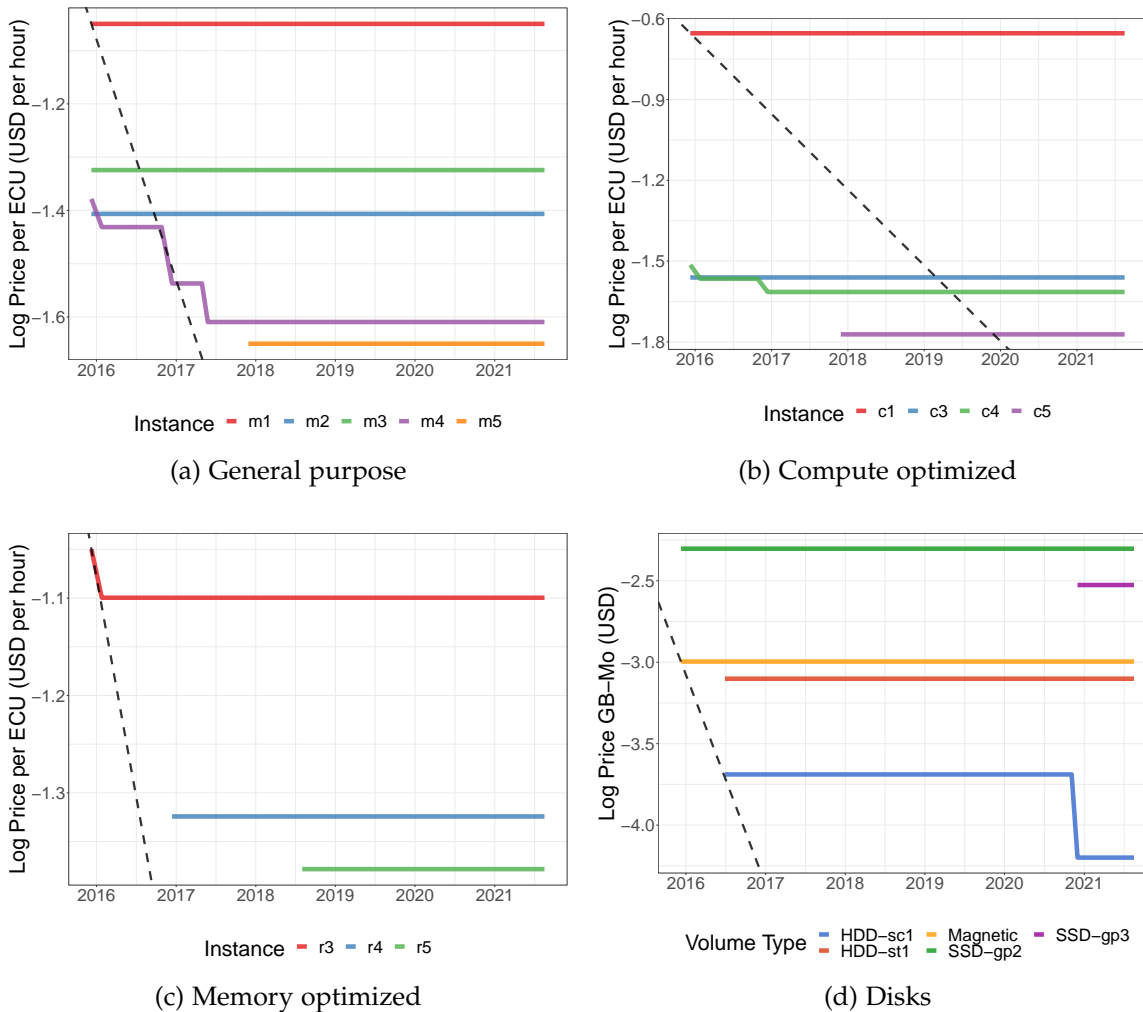 Log Price per ECU (USD per hour)
−1.2
−1.4
−1.6
2016 2017 2018 2019 2020 2021
Instance m1 m2 m3 m4 m5
(a) General purpose
Log Price per ECU (USD per hour)
−0.6
−0.9
−1.2
−1.5
−1.8
2016 2017 2018 2019 2020 2021
Instance c1 c3 c4 c5
(b) Compute optimized
Log Price per ECU (USD per hour)
−1.1
−1.2
−1.3
2016 2017 2018 2019 2020 2021
Instance r3 r4 r5
(c) Memory optimized
Log Price GB−Mo (USD)
−2.5
−3.0
−3.5
−4.0
2016 2017 2018 2019 2020 2021
Volume Type HDD−sc1 Magnetic SSD−gp3
HDD−st1 SSD−gp2
(d) Disks